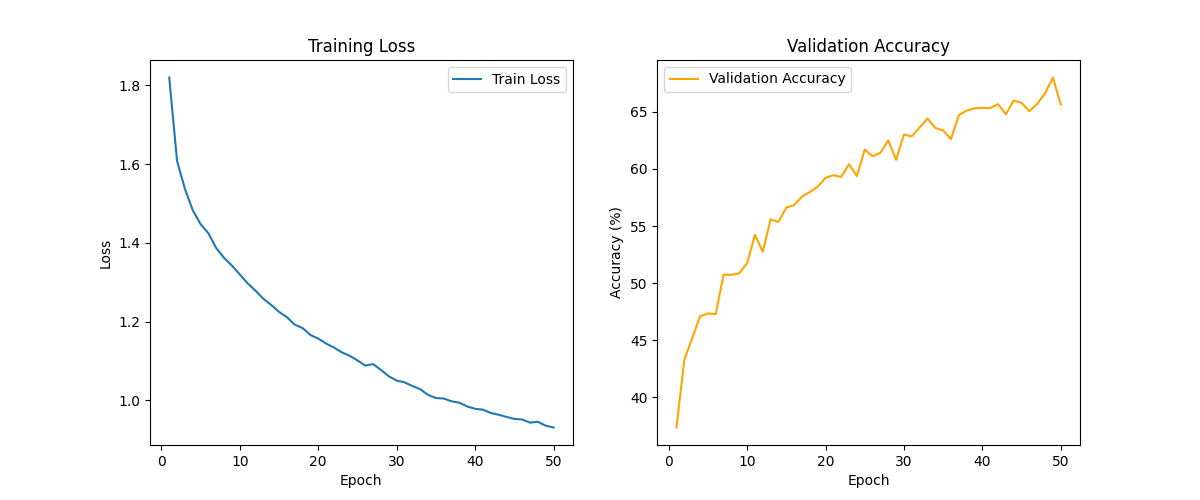 Training Loss
Train Loss
1.8
1.6
1.4
1.2
1.0
Loss
0 10 20 30 40 50
Epoch
Validation Accuracy
Validation Accuracy
65
60
55
50
45
40
Accuracy (%)
0 10 20 30 40 50
Epoch